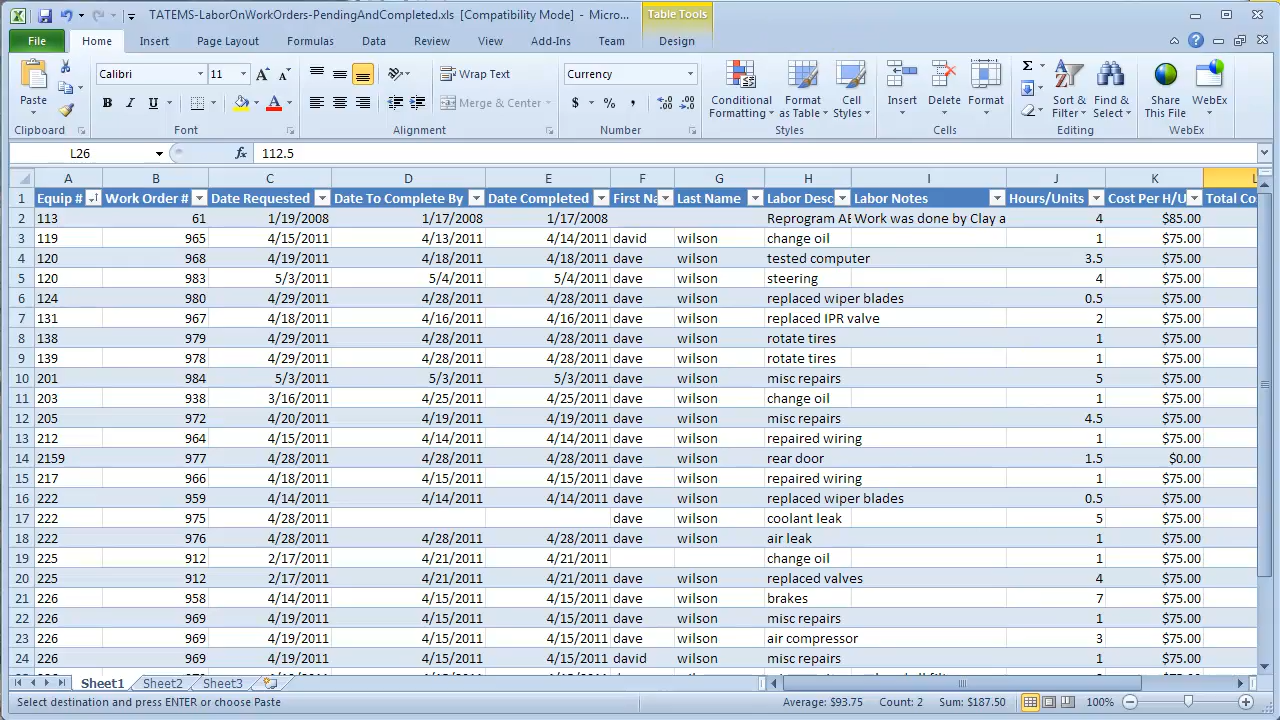 TATEMS-LaborOnWorkOrders-PendingAndCompleted.xls [Compatibility Mode] - Micro...
Table Tools
File Home Insert Page Layout Formulas Data Review View Add-Ins Team Design
Calibri 11 Wrap Text Currency
Paste Merge & Center $ % , Conditional Formatting Format as Table Cell Styles Insert Delete Format Sort & Filter Find & Select Share This File WebEx
Clipboard Font Alignment Number Styles Cells Editing WebEx
L26 fx 112.5
A B C D E F G H I J K L
1 Equip # Work Order # Date Requested Date To Complete By Date Completed First Na Last Name Labor Desc Labor Notes Hours/Units Cost Per H/U Total Co
2 113 61 1/19/2008 1/17/2008 1/17/2008 Reprogram AB Work was done by Clay a 4 $85.00
3 119 965 4/15/2011 4/13/2011 4/14/2011 david wilson change oil 1 $75.00
4 120 968 4/19/2011 4/18/2011 4/18/2011 dave wilson tested computer 3.5 $75.00
5 120 983 5/3/2011 5/4/2011 5/4/2011 dave wilson steering 4 $75.00
6 124 980 4/29/2011 4/28/2011 4/28/2011 dave wilson replaced wiper blades 0.5 $75.00
7 131 967 4/18/2011 4/16/2011 4/16/2011 dave wilson replaced IPR valve 2 $75.00
8 138 979 4/29/2011 4/28/2011 4/28/2011 dave wilson rotate tires 1 $75.00
9 139 978 4/29/2011 4/28/2011 4/28/2011 dave wilson rotate tires 1 $75.00
10 201 984 5/3/2011 5/3/2011 5/3/2011 dave wilson misc repairs 5 $75.00
11 203 938 3/16/2011 4/25/2011 4/25/2011 dave wilson change oil 1 $75.00
12 205 972 4/20/2011 4/19/2011 4/19/2011 dave wilson misc repairs 4.5 $75.00
13 212 964 4/15/2011 4/14/2011 4/14/2011 dave wilson repaired wiring 1 $75.00
14 2159 977 4/28/2011 4/28/2011 4/28/2011 dave wilson rear door 1.5 $0.00
15 217 966 4/18/2011 4/15/2011 4/15/2011 dave wilson repaired wiring 1 $75.00
16 222 959 4/14/2011 4/14/2011 4/14/2011 dave wilson replaced wiper blades 0.5 $75.00
17 222 975 4/28/2011 dave wilson coolant leak 5 $75.00
18 222 976 4/28/2011 4/28/2011 4/28/2011 dave wilson air leak 1 $75.00
19 225 912 2/17/2011 4/21/2011 4/21/2011 change oil 1 $75.00
20 225 912 2/17/2011 4/21/2011 4/21/2011 dave wilson replaced valves 4 $75.00
21 226 958 4/14/2011 4/15/2011 4/15/2011 dave wilson brakes 7 $75.00
22 226 969 4/19/2011 4/15/2011 4/15/2011 dave wilson misc repairs 1 $75.00
23 226 969 4/19/2011 4/15/2011 4/15/2011 dave wilson air compressor 3 $75.00
24 226 969 4/19/2011 4/15/2011 4/15/2011 david wilson misc repairs 1 $75.00
Sheet1 Sheet2 Sheet3
Select destination and press ENTER or choose Paste Average: $93.75 Count: 2 Sum: $187.50 100%